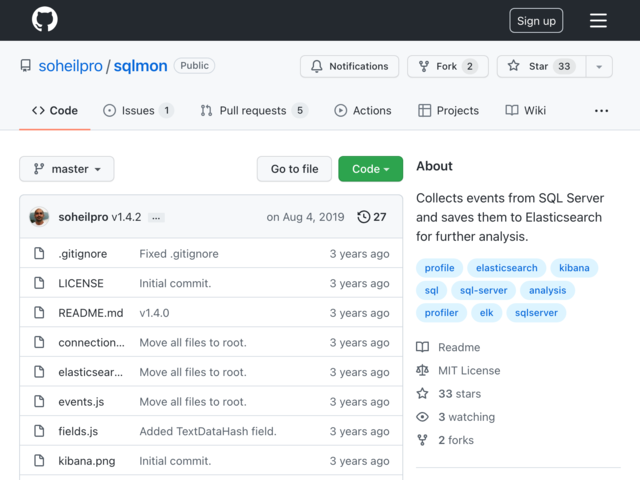 Sign up
soheilpro / sqlmon Public
Notifications Fork 2 Star 33
Code Issues 1 Pull requests 5 Actions Projects Wiki ...
master Go to file Code
soheilpro v1.4.2 ... on Aug 4, 2019 27
.gitignore Fixed .gitignore 3 years ago
LICENSE Initial commit. 3 years ago
README.md v1.4.0 3 years ago
connection... Move all files to root. 3 years ago
elasticsear... Move all files to root. 3 years ago
events.js Move all files to root. 3 years ago
fields.js Added TextDataHash field. 3 years ago
kibana.png Initial commit. 3 years ago
About
Collects events from SQL Server
and saves them to Elasticsearch
for further analysis.
profile elasticsearch kibana
sql sql-server analysis
profiler elk sqlserver
Readme
MIT License
33 stars
3 watching
2 forks